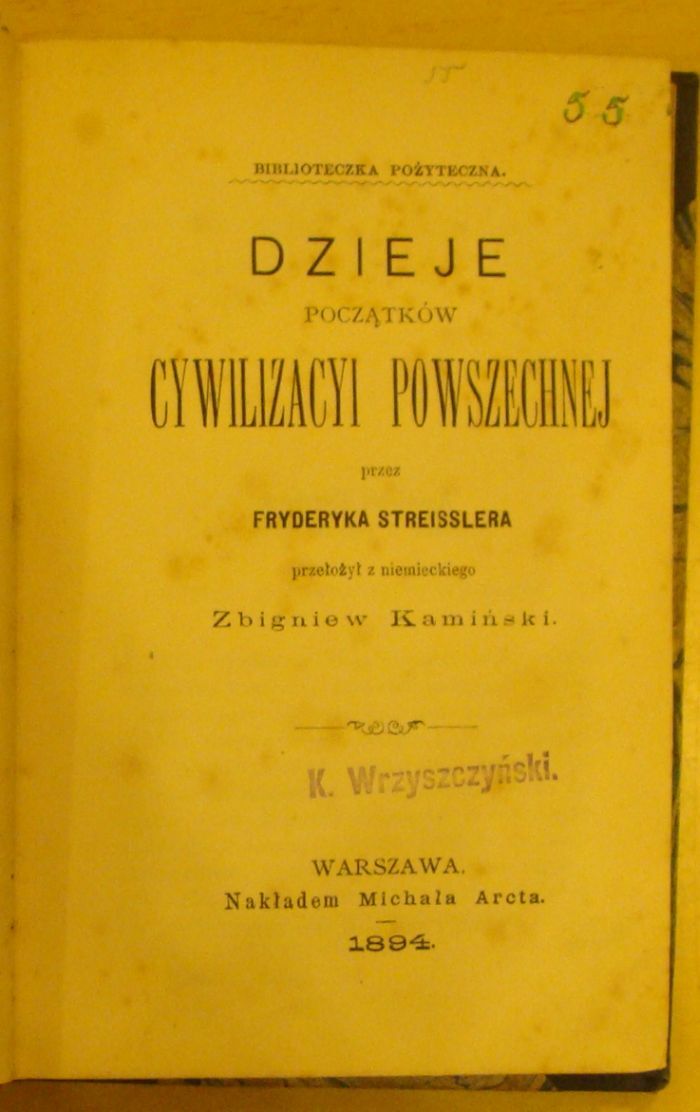 55
55
BIBLIOTECZKA POŻYTECZNA.
DZIEJE
POCZĄTKÓW
CYWILIZACYI POWSZECHNEJ
przez
FRYDERYKA STREISSLERA
przełożył z niemieckiego
Zbigniew Kamiński.
K. Wrzyszczyński.
WARSZAWA.
Nakładem Michała Arcta.
1894.